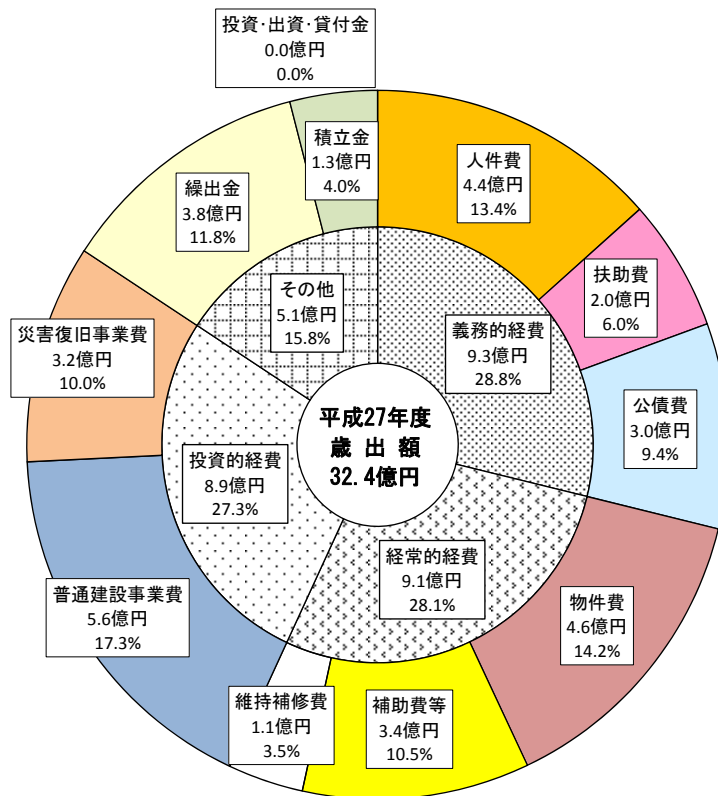 投資・出資・貸付金
0.0億円
0.0%
積立金
1.3億円
4.0%
人件費
4.4億円
13.4%
繰出金
3.8億円
11.8%
扶助費
2.0億円
6.0%
その他
5.1億円
15.8%
義務的経費
9.3億円
28.8%
災害復旧事業費
3.2億円
10.0%
公債費
3.0億円
9.4%
平成27年度
歳出額
32.4億円
投資的経費
8.9億円
27.3%
経常的経費
9.1億円
28.1%
普通建設事業費
5.6億円
17.3%
物件費
4.6億円
14.2%
維持補修費
1.1億円
3.5%
補助費等
3.4億円
10.5%